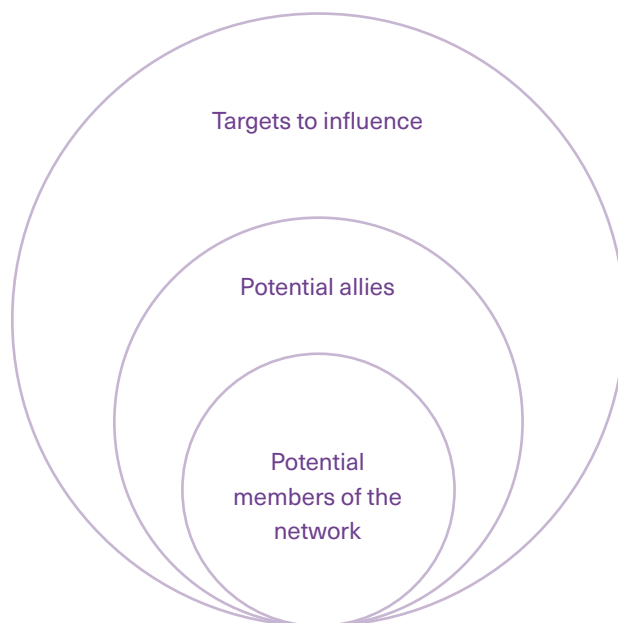 Targets to influence
Potential allies
Potential
members of the
network